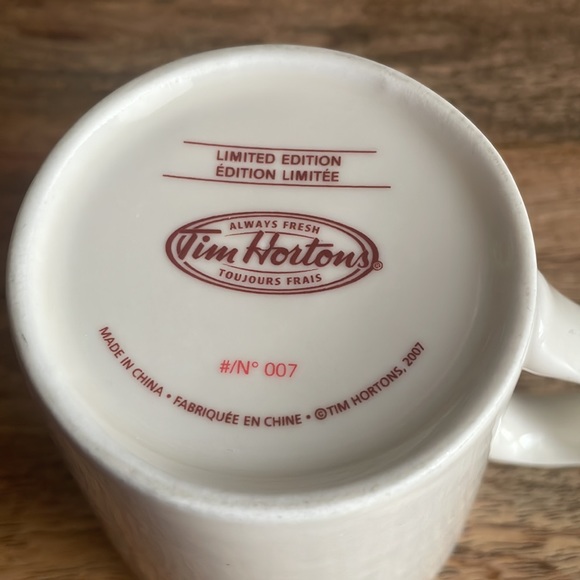 LIMITED EDITION
ÉDITION LIMITÉE
ALWAYS FRESH
Tim Hortons®
TOUJOURS FRAIS
#/N° 007
MADE IN CHINA • FABRIQUÉE EN CHINE • ©TIM HORTONS, 2007